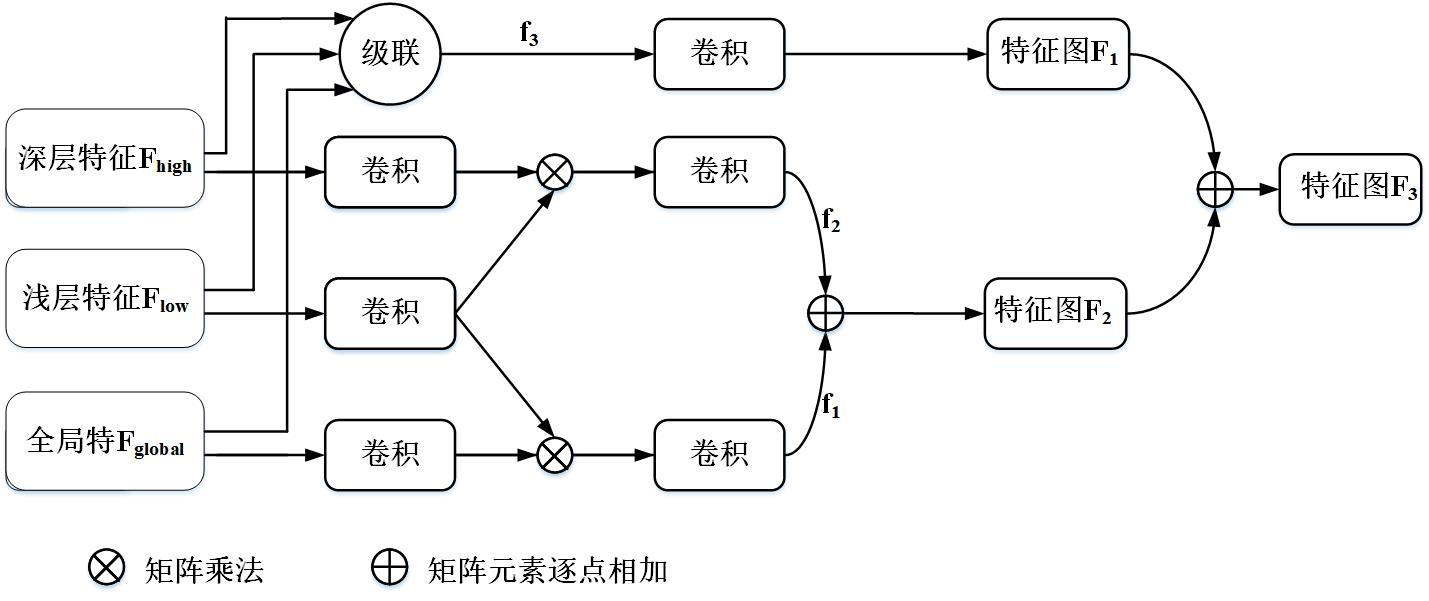 级联
f3
卷积
特征图F1
深层特征Fhigh
卷积
卷积
特征图F3
f2
浅层特征Flow
卷积
特征图F2
f1
全局特Fglobal
卷积
卷积
矩阵乘法
矩阵元素逐点相加